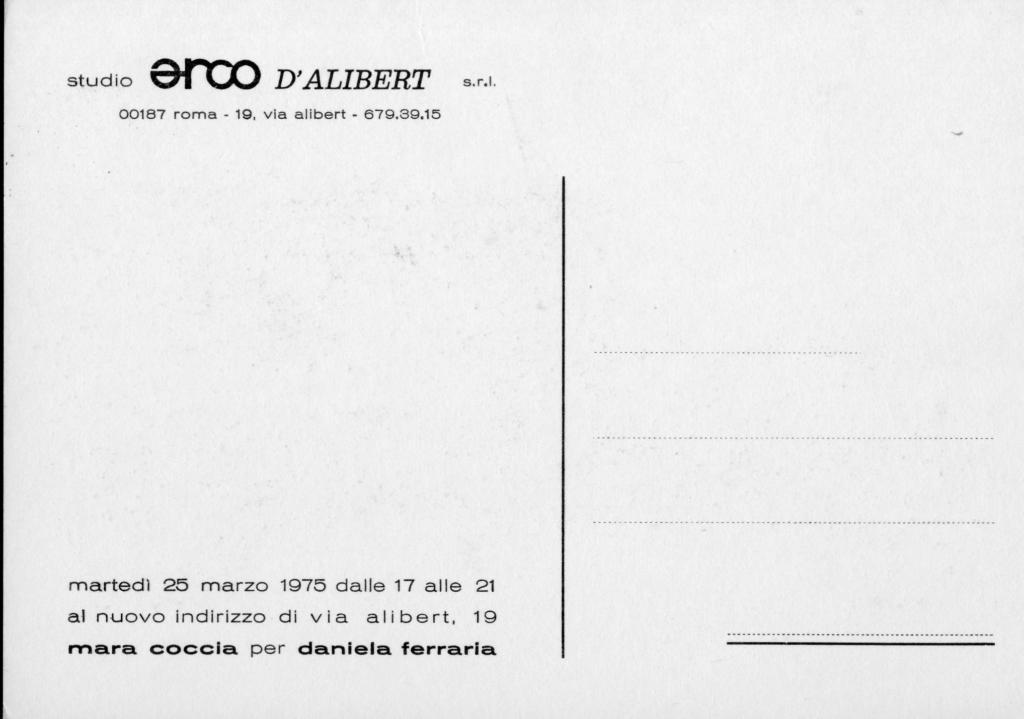 studio arco D'ALIBERT s.r.l.
00187 roma - 19, via alibert - 679.39.15
martedì 25 marzo 1975 dalle 17 alle 21
al nuovo indirizzo di via alibert, 19
mara coccia per daniela ferraria